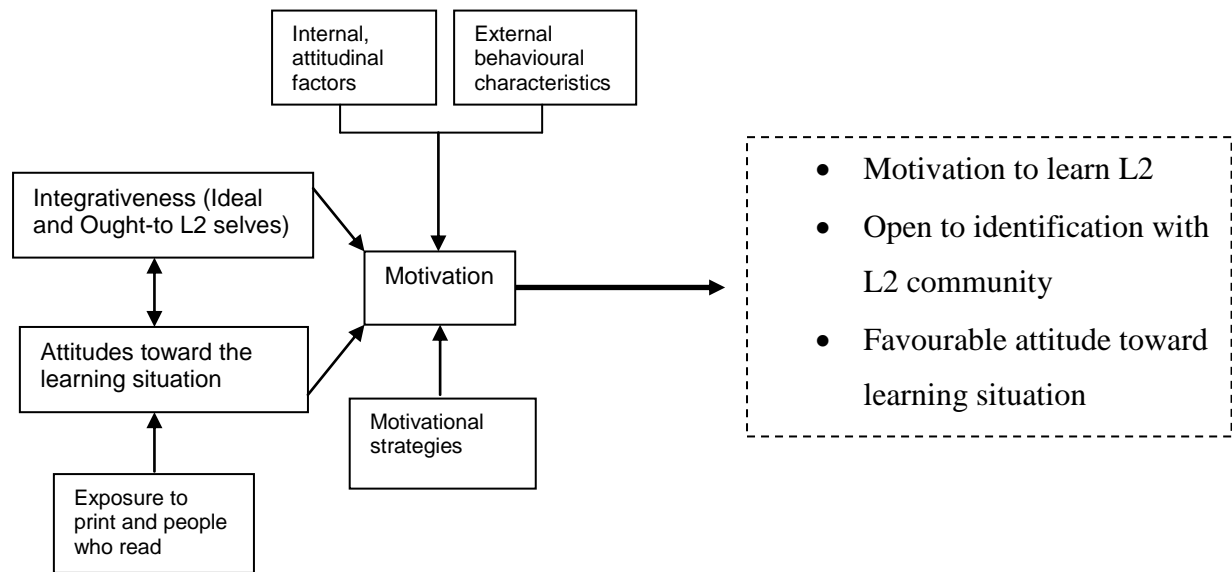 Internal,
attitudinal
factors
External
behavioural
characteristics
Integrativeness (Ideal
and Ought-to L2 selves)
Motivation
Attitudes toward the
learning situation
Motivational
strategies
Exposure to
print and people
who read
• Motivation to learn L2
• Open to identification with
L2 community
• Favourable attitude toward
learning situation